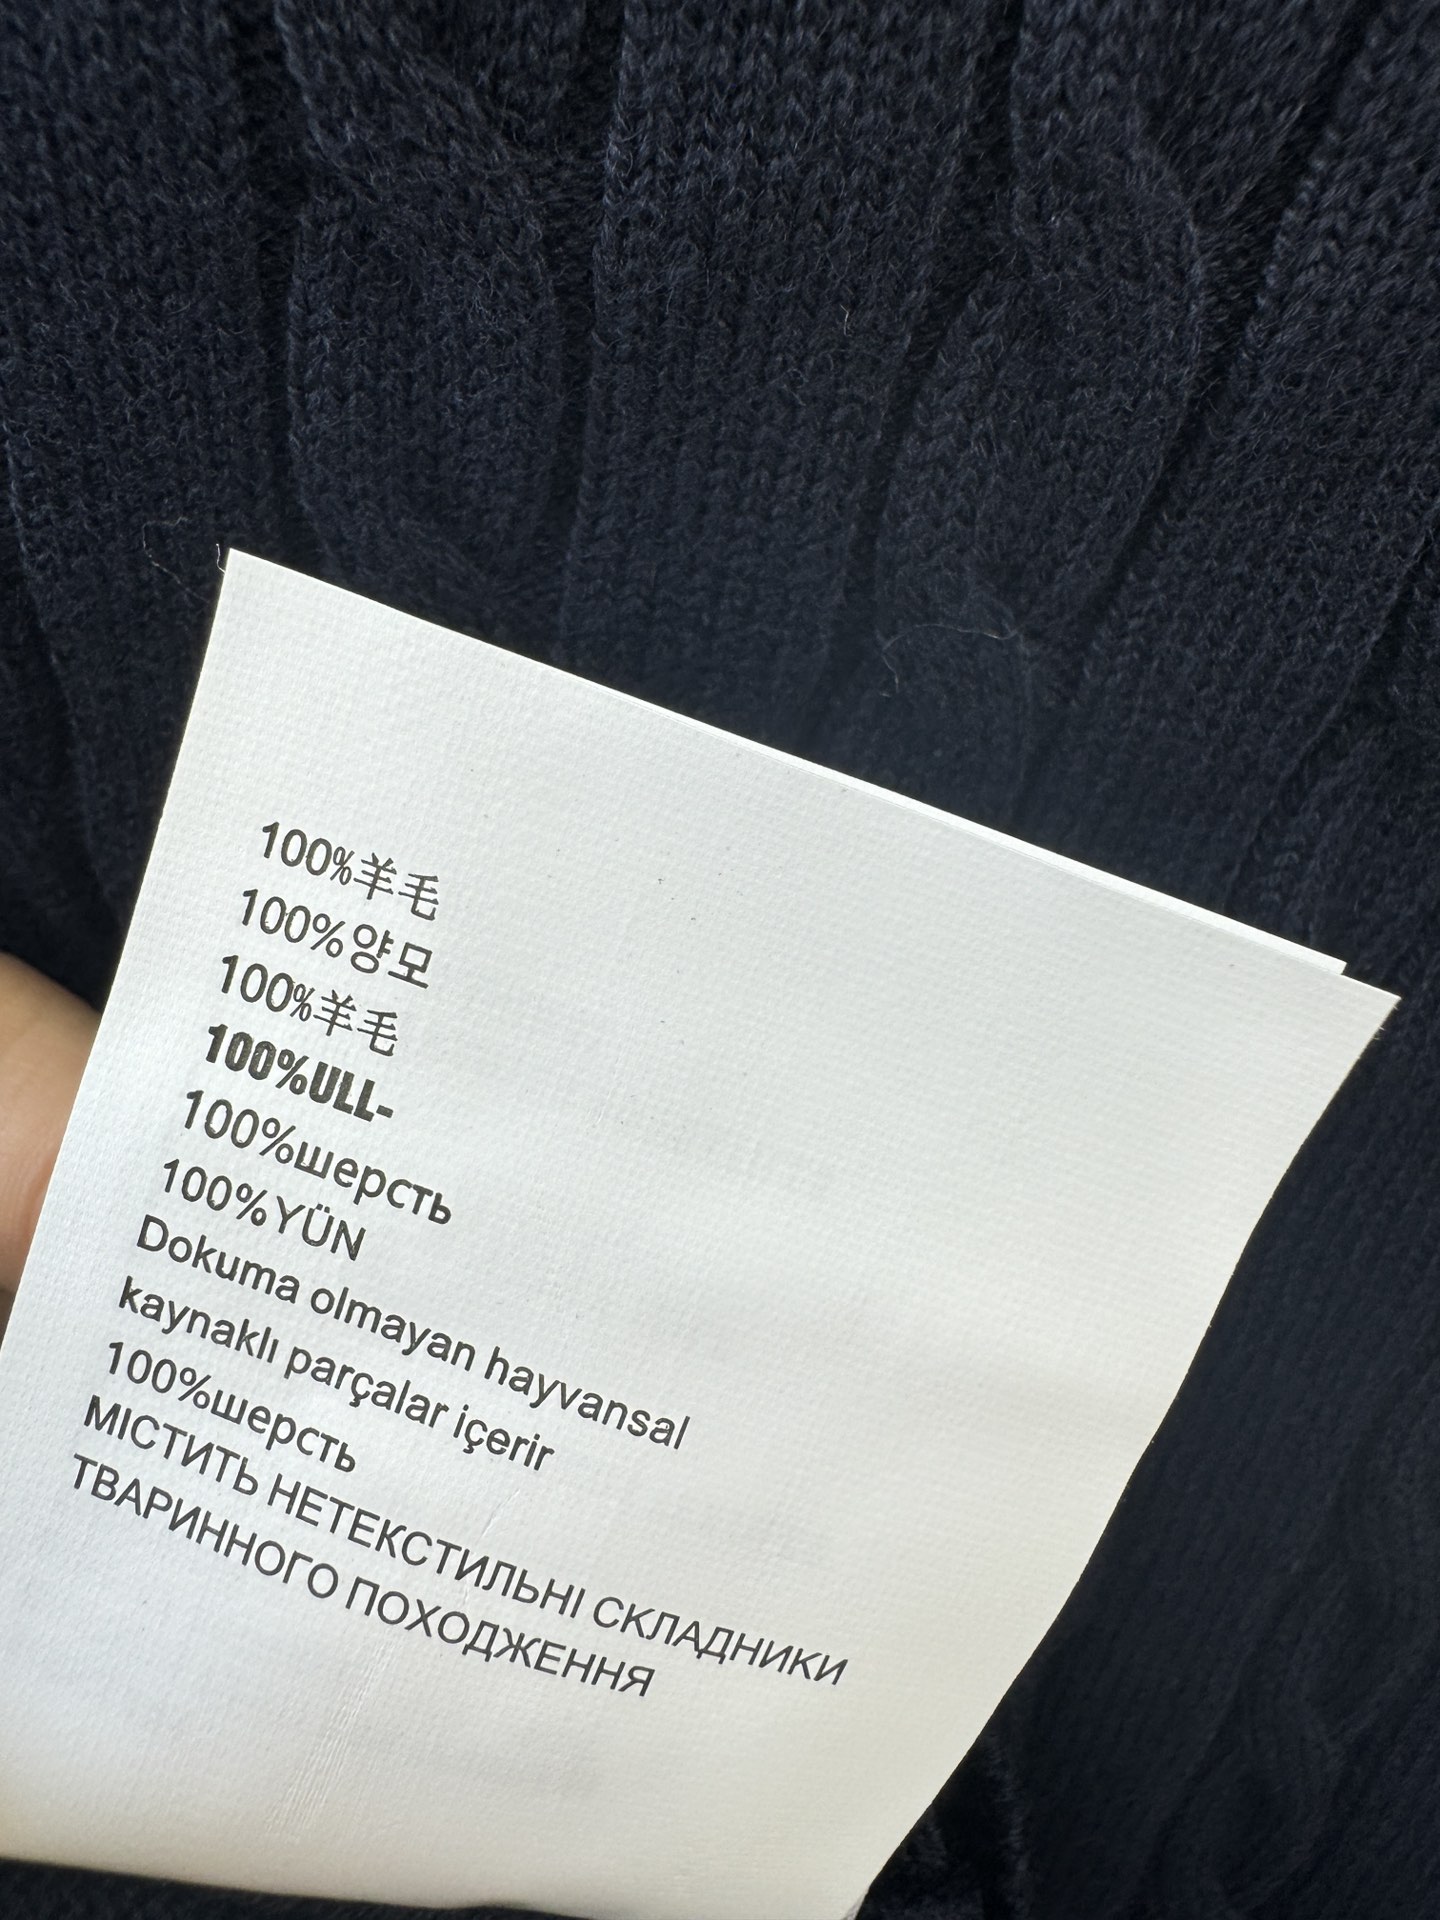 100%羊毛
100%양모
100%羊毛
100%ULL-
100%шерсть
100%YÜN
Dokuma olmayan hayvansal
kaynaklı parçalar içerir
100%шерсть
МІСТИТЬ НЕТЕКСТИЛЬНІ СКЛАДНИКИ
ТВАРИННОГО ПОХОДЖЕННЯ